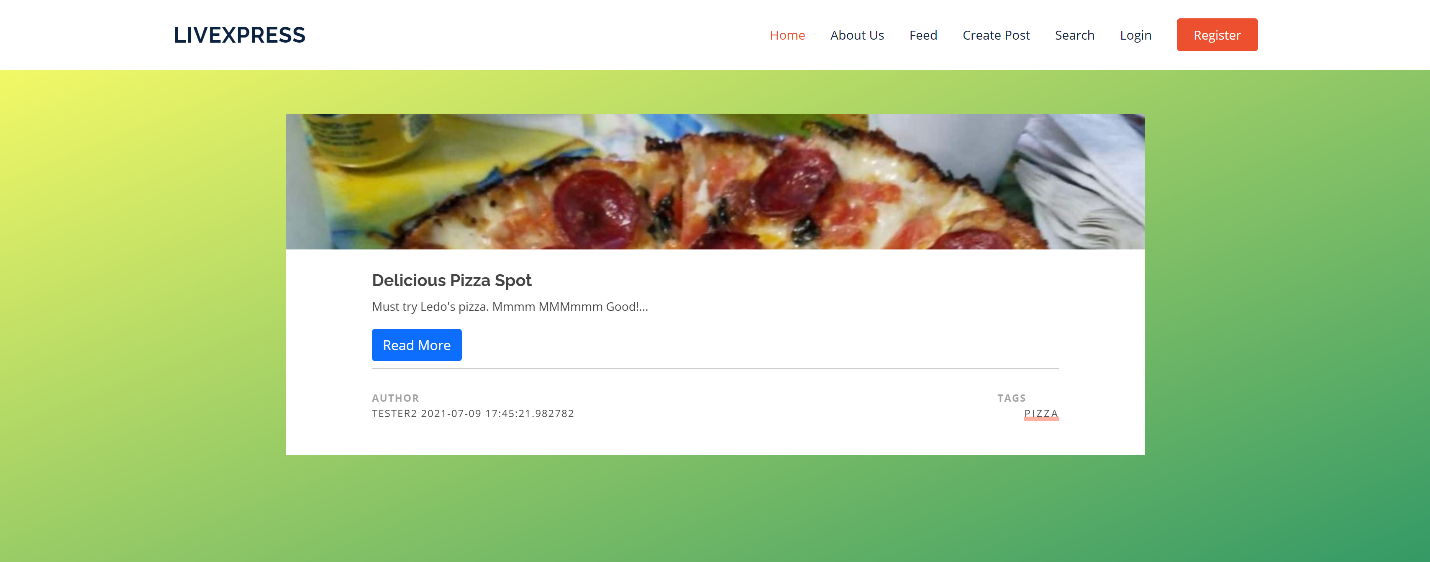 LIVEXPRESS
Home About Us Feed Create Post Search Login Register
Delicious Pizza Spot
Must try Ledo's pizza. Mmmm MMMmmm Good!...
Read More
AUTHOR TAGS
TESTER2 2021-07-09 17:45:21.982782 PIZZA